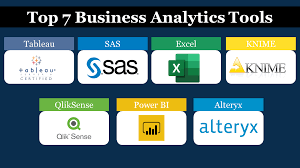 Top 7 Business Analytics Tools
Tableau SAS Excel KNIME
tableau
CERTIFIED
sas
X
KNIME
QlikSense Power BI Alteryx
Qlik Sense
alteryx